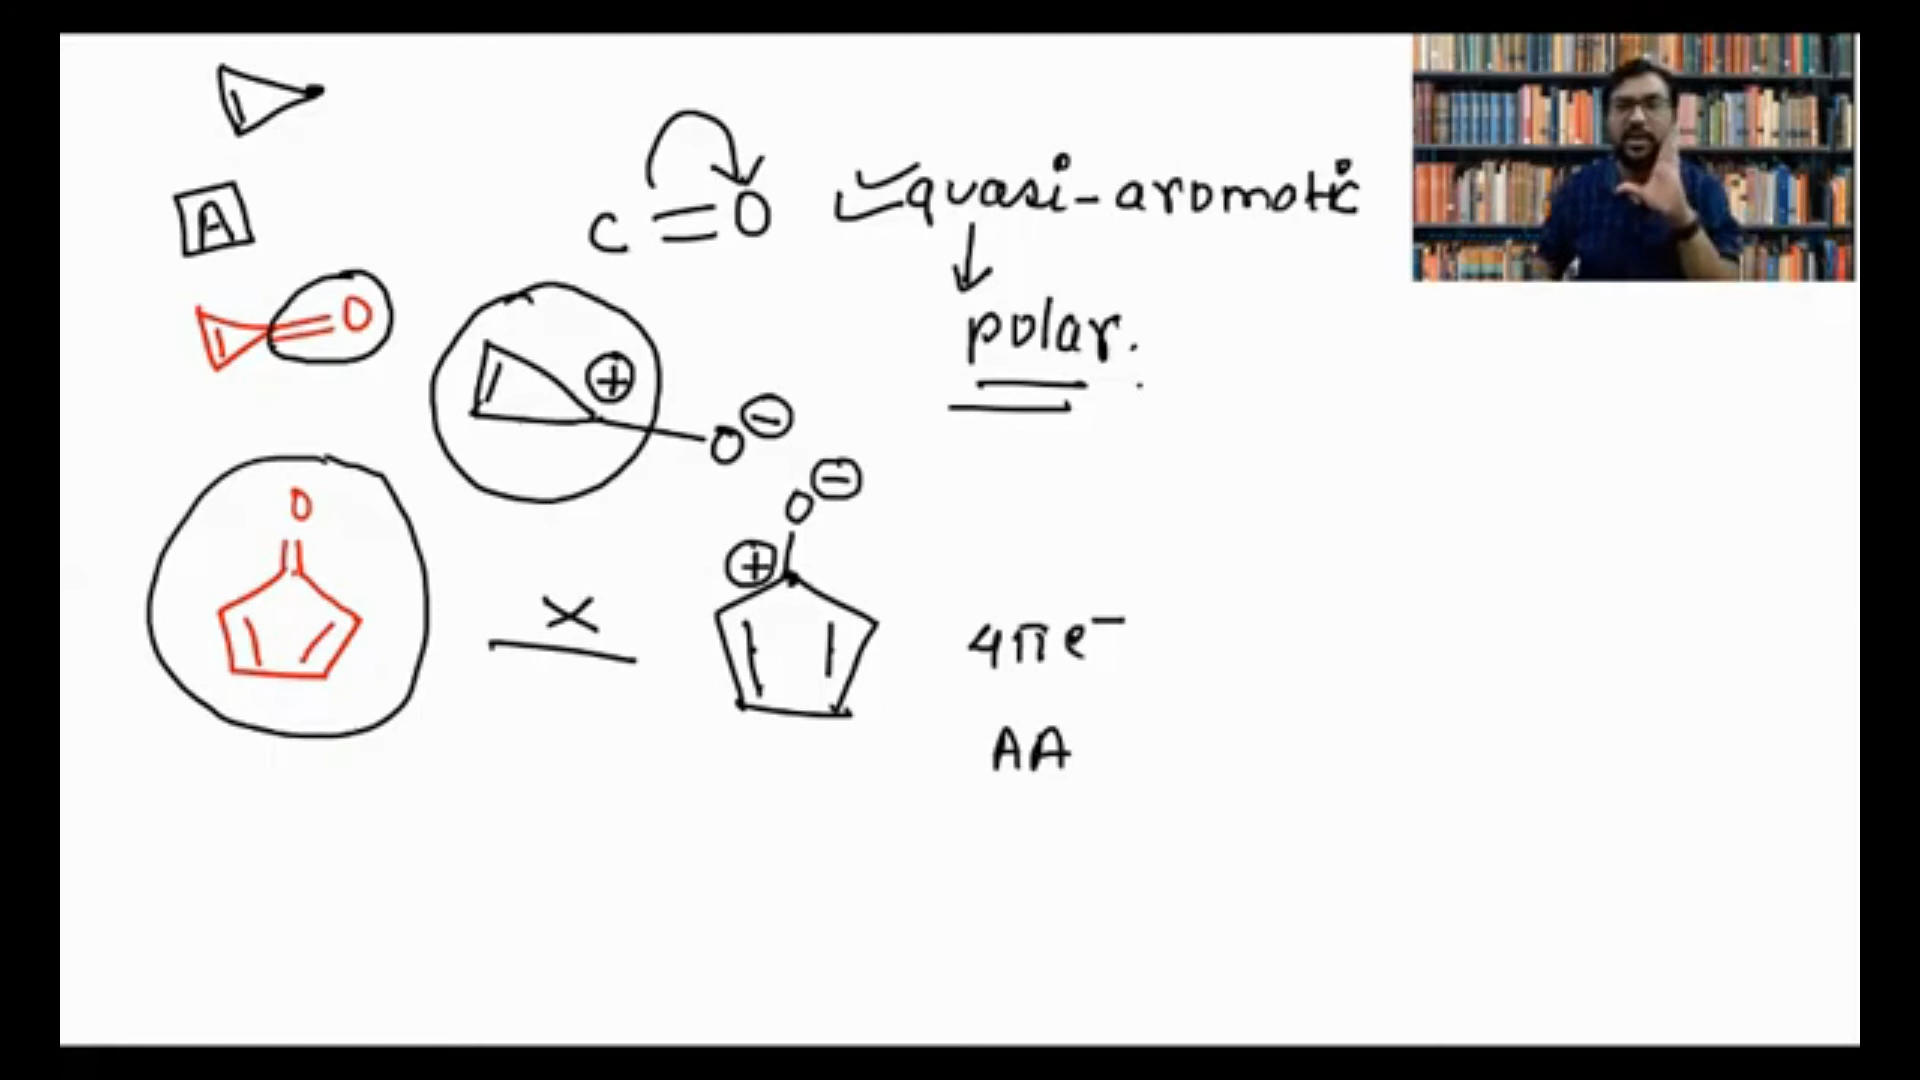 A
C=O
quasi-aromatic
O
polar.
⊕
O⊖
O
O⊖
⊕
X
4πe⁻
AA